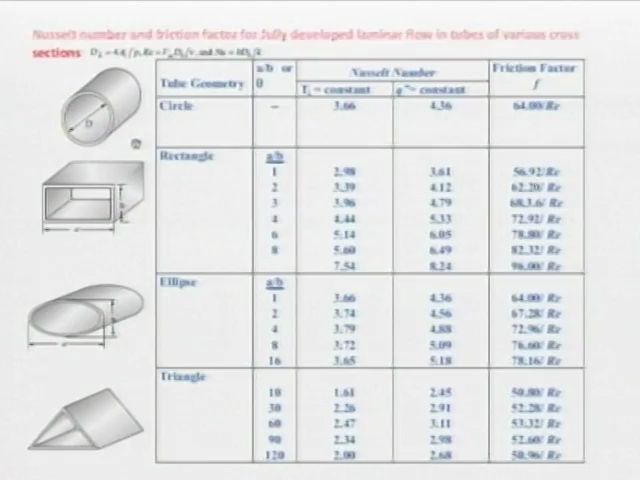 Nusselt number and friction factor for fully developed laminar flow in tubes of various cross
sections
Tube Geometry a/b or θ Nusselt Number Friction Factor f
= constant = constant
Circle – 3.66 4.36 64.00/Re
D
Rectangle a/b
1 2.98 3.61 56.92/Re
2 3.39 4.12 62.20/ Re
3 3.96 4.79 68.3.6/ Re
4 4.44 5.33 72.92/ Re
6 5.14 6.05 78.80/ Re
8 5.60 6.49 82.32/ Re
7.54 8.24 96.00/ Re
Ellipse a/b
1 3.66 4.36 64.00/ Re
2 3.74 4.56 67.28/ Re
4 3.79 4.88 72.96/ Re
8 3.72 5.09 76.60/ Re
16 3.65 5.18 78.16/ Re
Triangle
10 1.61 2.45 50.80/ Re
30 2.26 2.91 52.28/ Re
60 2.47 3.11 53.32/ Re
90 2.34 2.98 52.60/ Re
120 2.00 2.68 50.96/ Re